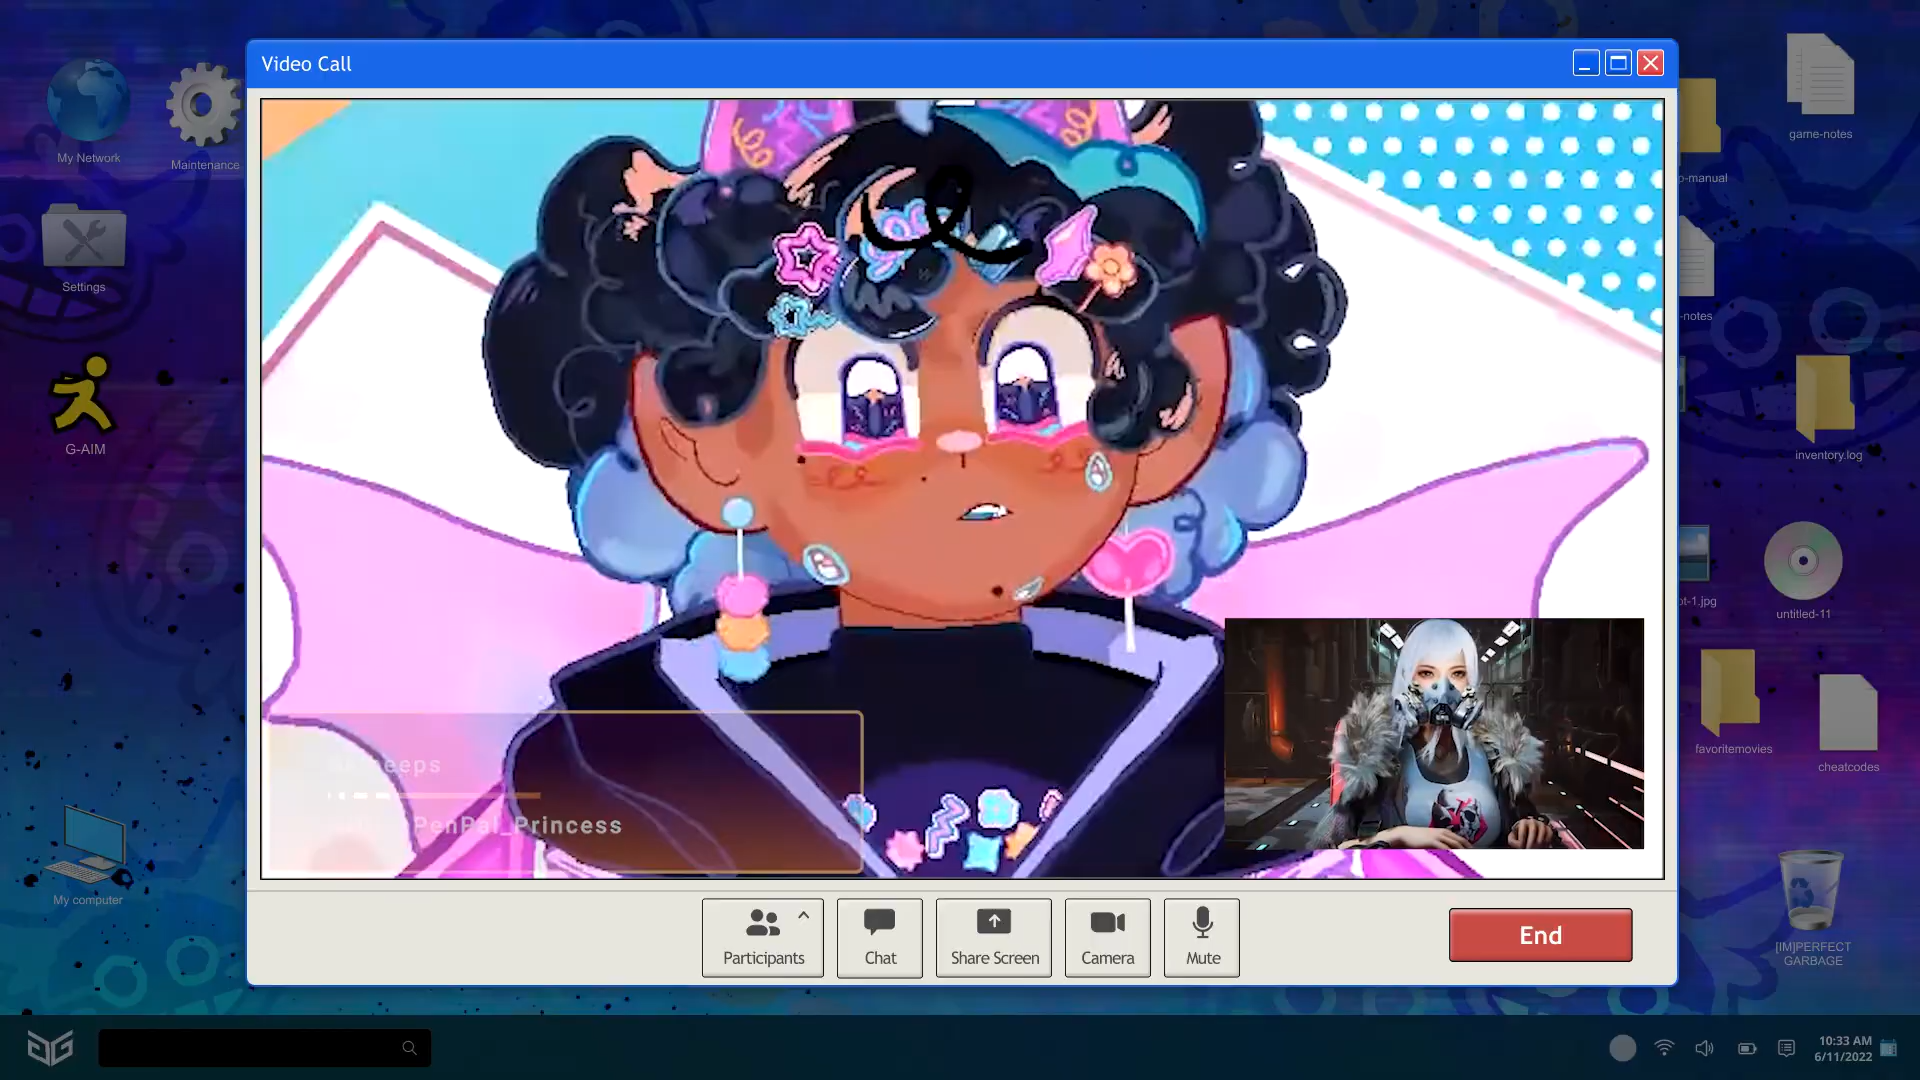 Video Call
My Network
Maintenance
game-notes
p-manual
Settings
-notes
G-AIM
inventory.log
ot-1.jpg
untitled-11
favoritemovies
cheatcodes
eeps
PenPal_Princess
My computer
Participants
Chat
Share Screen
Camera
Mute
End
[IM]PERFECT
GARBAGE
10:33 AM
6/11/2022